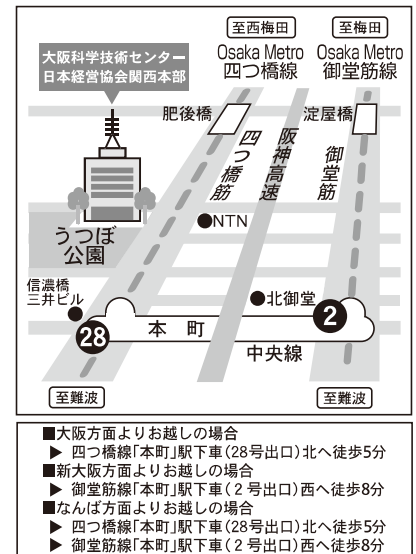 至西梅田
至梅田
Osaka Metro
四つ橋線
Osaka Metro
御堂筋線
大阪科学技術センター
日本経営協会関西本部
肥後橋
淀屋橋
四つ橋筋
阪神高速
御堂筋
NTN
うつぼ
公園
信濃橋
三井ビル
北御堂
2
28
本町
中央線
至難波
至難波
■大阪方面よりお越しの場合
▶ 四つ橋線「本町」駅下車(28号出口)北へ徒歩5分
■新大阪方面よりお越しの場合
▶ 御堂筋線「本町」駅下車(2号出口)西へ徒歩8分
■なんば方面よりお越しの場合
▶ 四つ橋線「本町」駅下車(28号出口)北へ徒歩5分
▶ 御堂筋線「本町」駅下車(2号出口)西へ徒歩8分